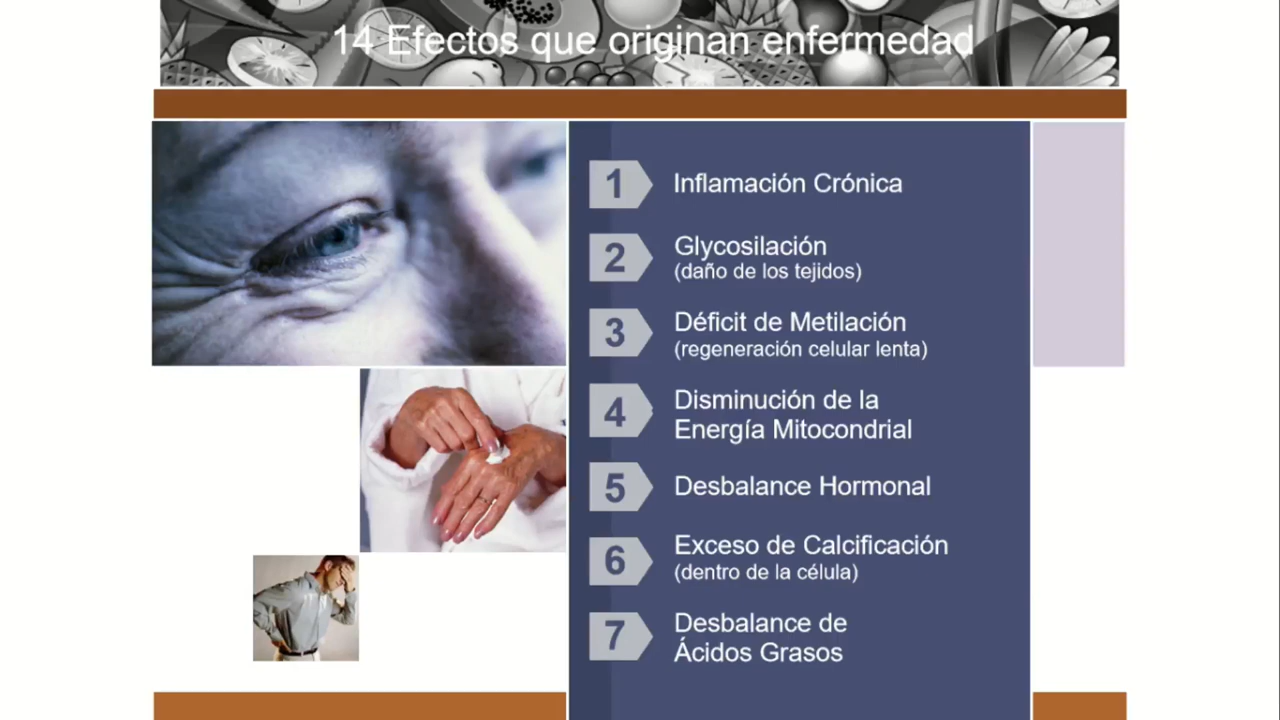 14 Efectos que originan enfermedad
1 Inflamación Crónica
2 Glycosilación
(daño de los tejidos)
3 Déficit de Metilación
(regeneración celular lenta)
4 Disminución de la
Energía Mitocondrial
5 Desbalance Hormonal
6 Exceso de Calcificación
(dentro de la célula)
7 Desbalance de
Ácidos Grasos